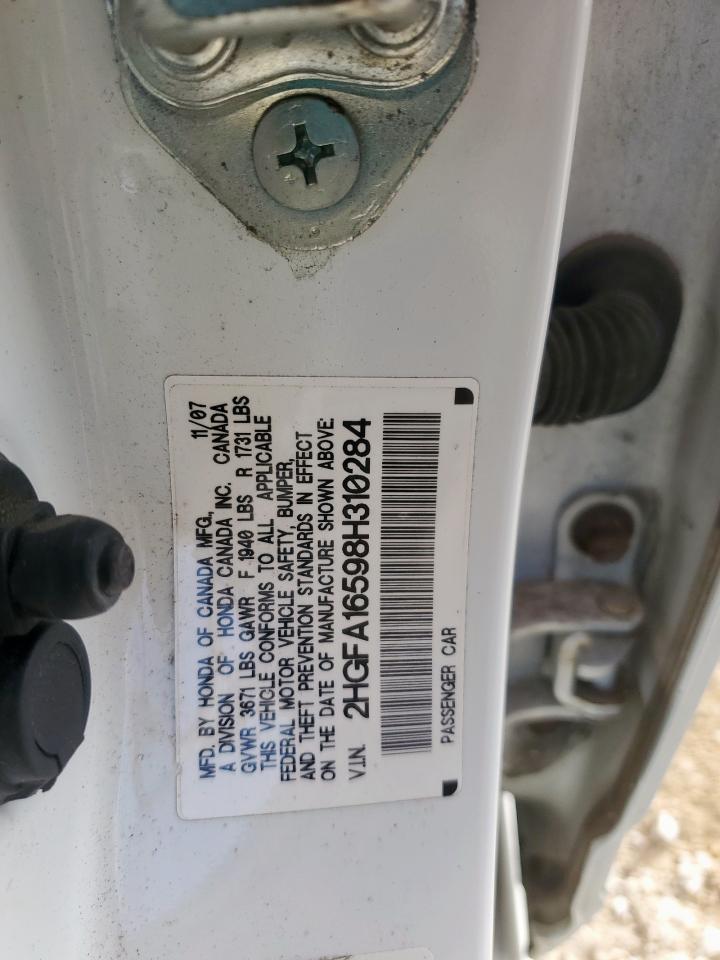 11/07
MFD. BY HONDA OF CANADA MFG.,
A DIVISION OF HONDA CANADA INC. CANADA
GVWR 3671 LBS GAWR F 1940 LBS R 1731 LBS
THIS VEHICLE CONFORMS TO ALL APPLICABLE
FEDERAL MOTOR VEHICLE SAFETY, BUMPER,
AND THEFT PREVENTION STANDARDS IN EFFECT
ON THE DATE OF MANUFACTURE SHOWN ABOVE:
V.I.N. 2HGFA16598H310284
PASSENGER CAR